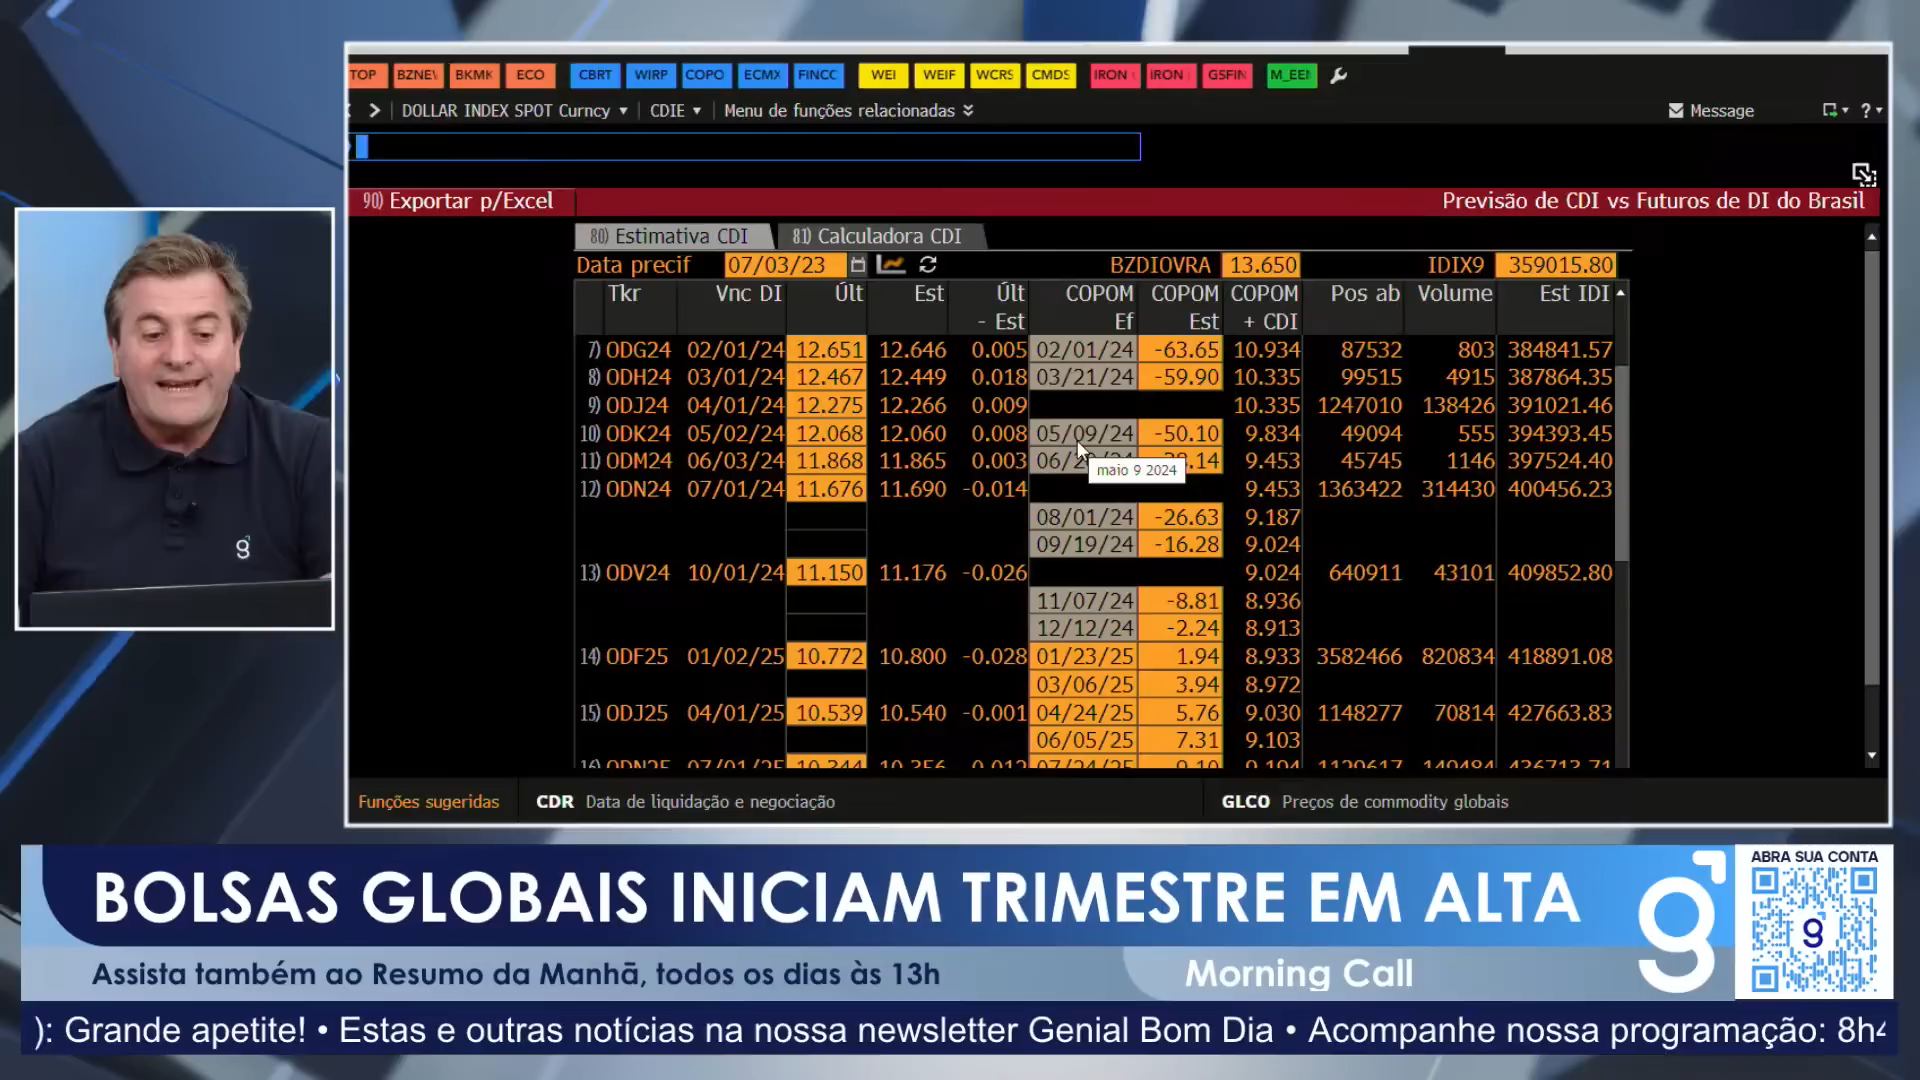 TOP BZNEV BKMK ECO CBRT WIRP COPO ECMX FINCC WEI WEIF WCRS CMDS IRON IRON GSFIN M_EEM
DOLLAR INDEX SPOT Curncy CDIE Menu de funções relacionadas Message ?
90) Exportar p/Excel Previsão de CDI vs Futuros de DI do Brasil
80) Estimativa CDI 81) Calculadora CDI
Data precif 07/03/23 BZDIOVRA 13.650 IDIX9 359015.80
Tkr Vnc DI Últ Est Últ COPOM COPOM COPOM Pos ab Volume Est IDI
- Est Ef Est + CDI
7) ODG24 02/01/24 12.651 12.646 0.005 02/01/24 -63.65 10.934 87532 803 384841.57
8) ODH24 03/01/24 12.467 12.449 0.018 03/21/24 -59.90 10.335 99515 4915 387864.35
9) ODJ24 04/01/24 12.275 12.266 0.009 10.335 1247010 138426 391021.46
10) ODK24 05/02/24 12.068 12.060 0.008 05/09/24 -50.10 9.834 49094 555 394393.45
11) ODM24 06/03/24 11.868 11.865 0.003 06/2 .14 9.453 45745 1146 397524.40
maio 9 2024
12) ODN24 07/01/24 11.676 11.690 -0.014 9.453 1363422 314430 400456.23
08/01/24 -26.63 9.187
09/19/24 -16.28 9.024
13) ODV24 10/01/24 11.150 11.176 -0.026 9.024 640911 43101 409852.80
11/07/24 -8.81 8.936
12/12/24 -2.24 8.913
14) ODF25 01/02/25 10.772 10.800 -0.028 01/23/25 1.94 8.933 3582466 820834 418891.08
03/06/25 3.94 8.972
15) ODJ25 04/01/25 10.539 10.540 -0.001 04/24/25 5.76 9.030 1148277 70814 427663.83
06/05/25 7.31 9.103
16) ODN25 07/01/25 10.344 10.356 07/24/25
Funções sugeridas CDR Data de liquidação e negociação GLCO Preços de commodity globais
BOLSAS GLOBAIS INICIAM TRIMESTRE EM ALTA
ABRA SUA CONTA
Assista também ao Resumo da Manhã, todos os dias às 13h
Morning Call
): Grande apetite! • Estas e outras notícias na nossa newsletter Genial Bom Dia • Acompanhe nossa programação: 8h4